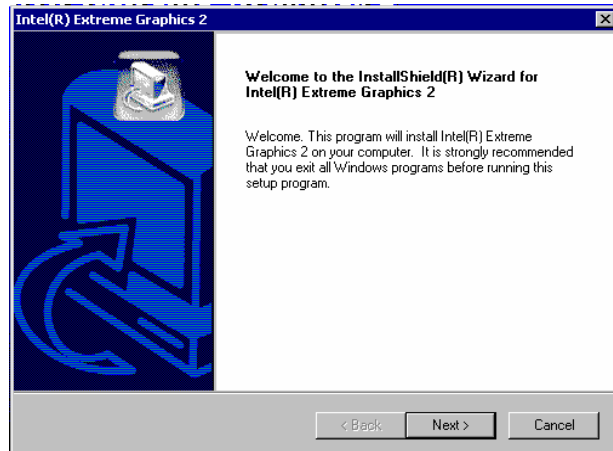 Intel(R) Extreme Graphics 2
Welcome to the InstallShield(R) Wizard for
Intel(R) Extreme Graphics 2
Welcome. This program will install Intel(R) Extreme
Graphics 2 on your computer. It is strongly recommended
that you exit all Windows programs before running this
setup program.
< Back
Next >
Cancel